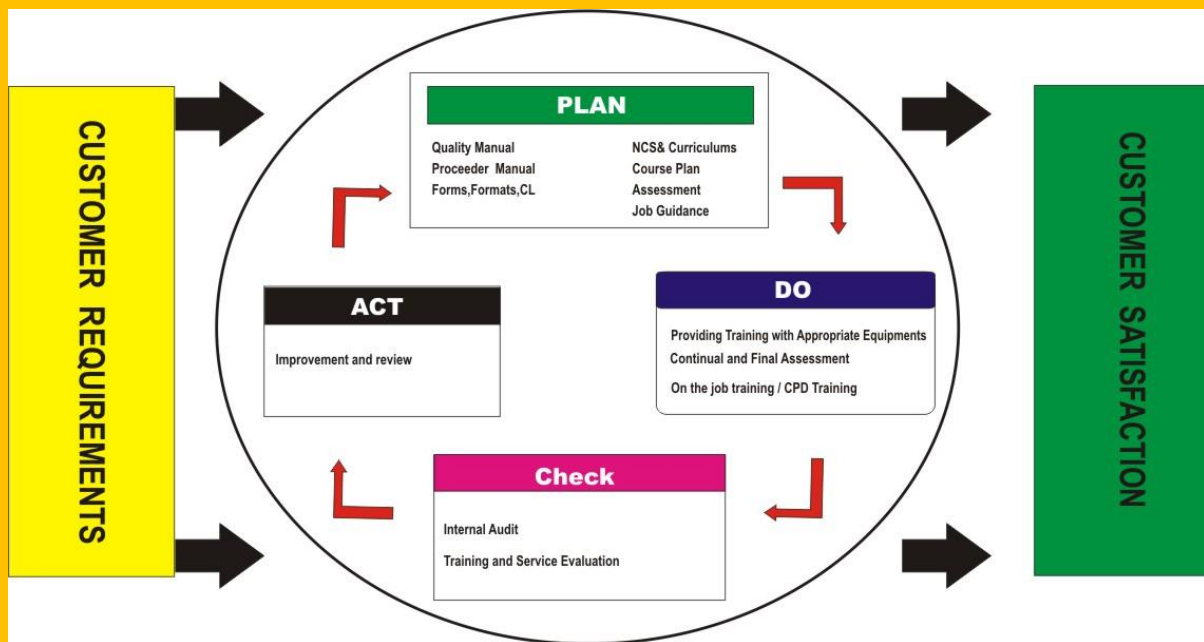 CUSTOMER REQUIREMENTS
PLAN
Quality Manual
Proceeder Manual
Forms,Formats,CL
NCS& Curriculums
Course Plan
Assessment
Job Guidance
DO
Providing Training with Appropriate Equipments
Continual and Final Assessment
On the job training / CPD Training
Check
Internal Audit
Training and Service Evaluation
ACT
Improvement and review
CUSTOMER SATISFACTION